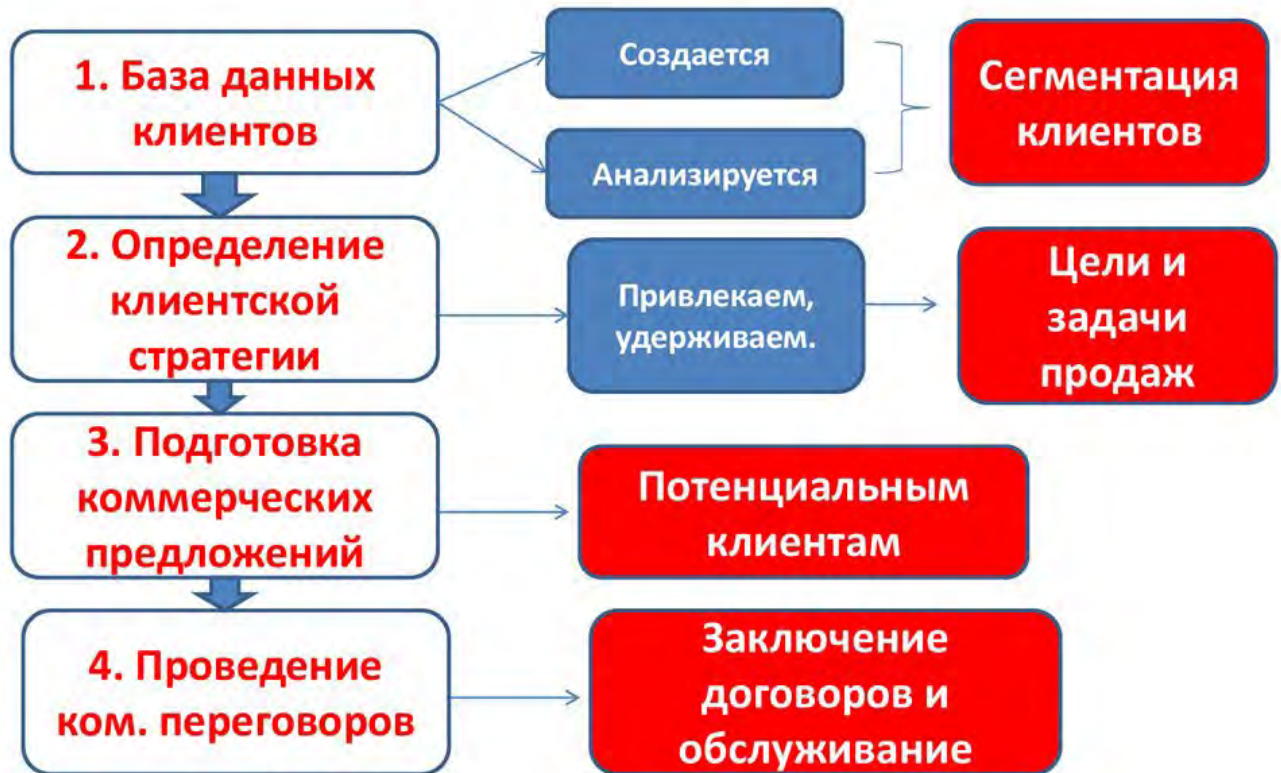 1. База данных
клиентов
Создается
Анализируется
Сегментация
клиентов
2. Определение
клиентской
стратегии
Привлекаем,
удерживаем.
Цели и
задачи
продаж
3. Подготовка
коммерческих
предложений
Потенциальным
клиентам
4. Проведение
ком. переговоров
Заключение
договоров и
обслуживание